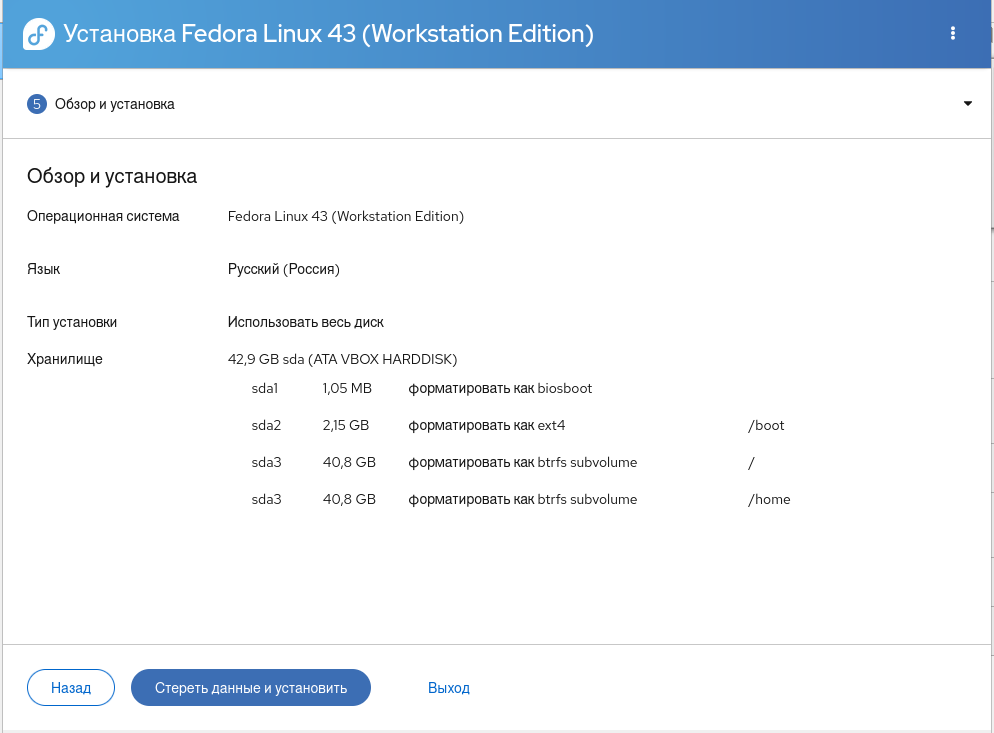 Установка Fedora Linux 43 (Workstation Edition)
5 Обзор и установка
Обзор и установка
Операционная система Fedora Linux 43 (Workstation Edition)
Язык Русский (Россия)
Тип установки Использовать весь диск
Хранилище 42,9 GB sda (ATA VBOX HARDDISK)
sda1 1,05 MB форматировать как biosboot
sda2 2,15 GB форматировать как ext4 /boot
sda3 40,8 GB форматировать как btrfs subvolume /
sda3 40,8 GB форматировать как btrfs subvolume /home
Назад Стереть данные и установить Выход